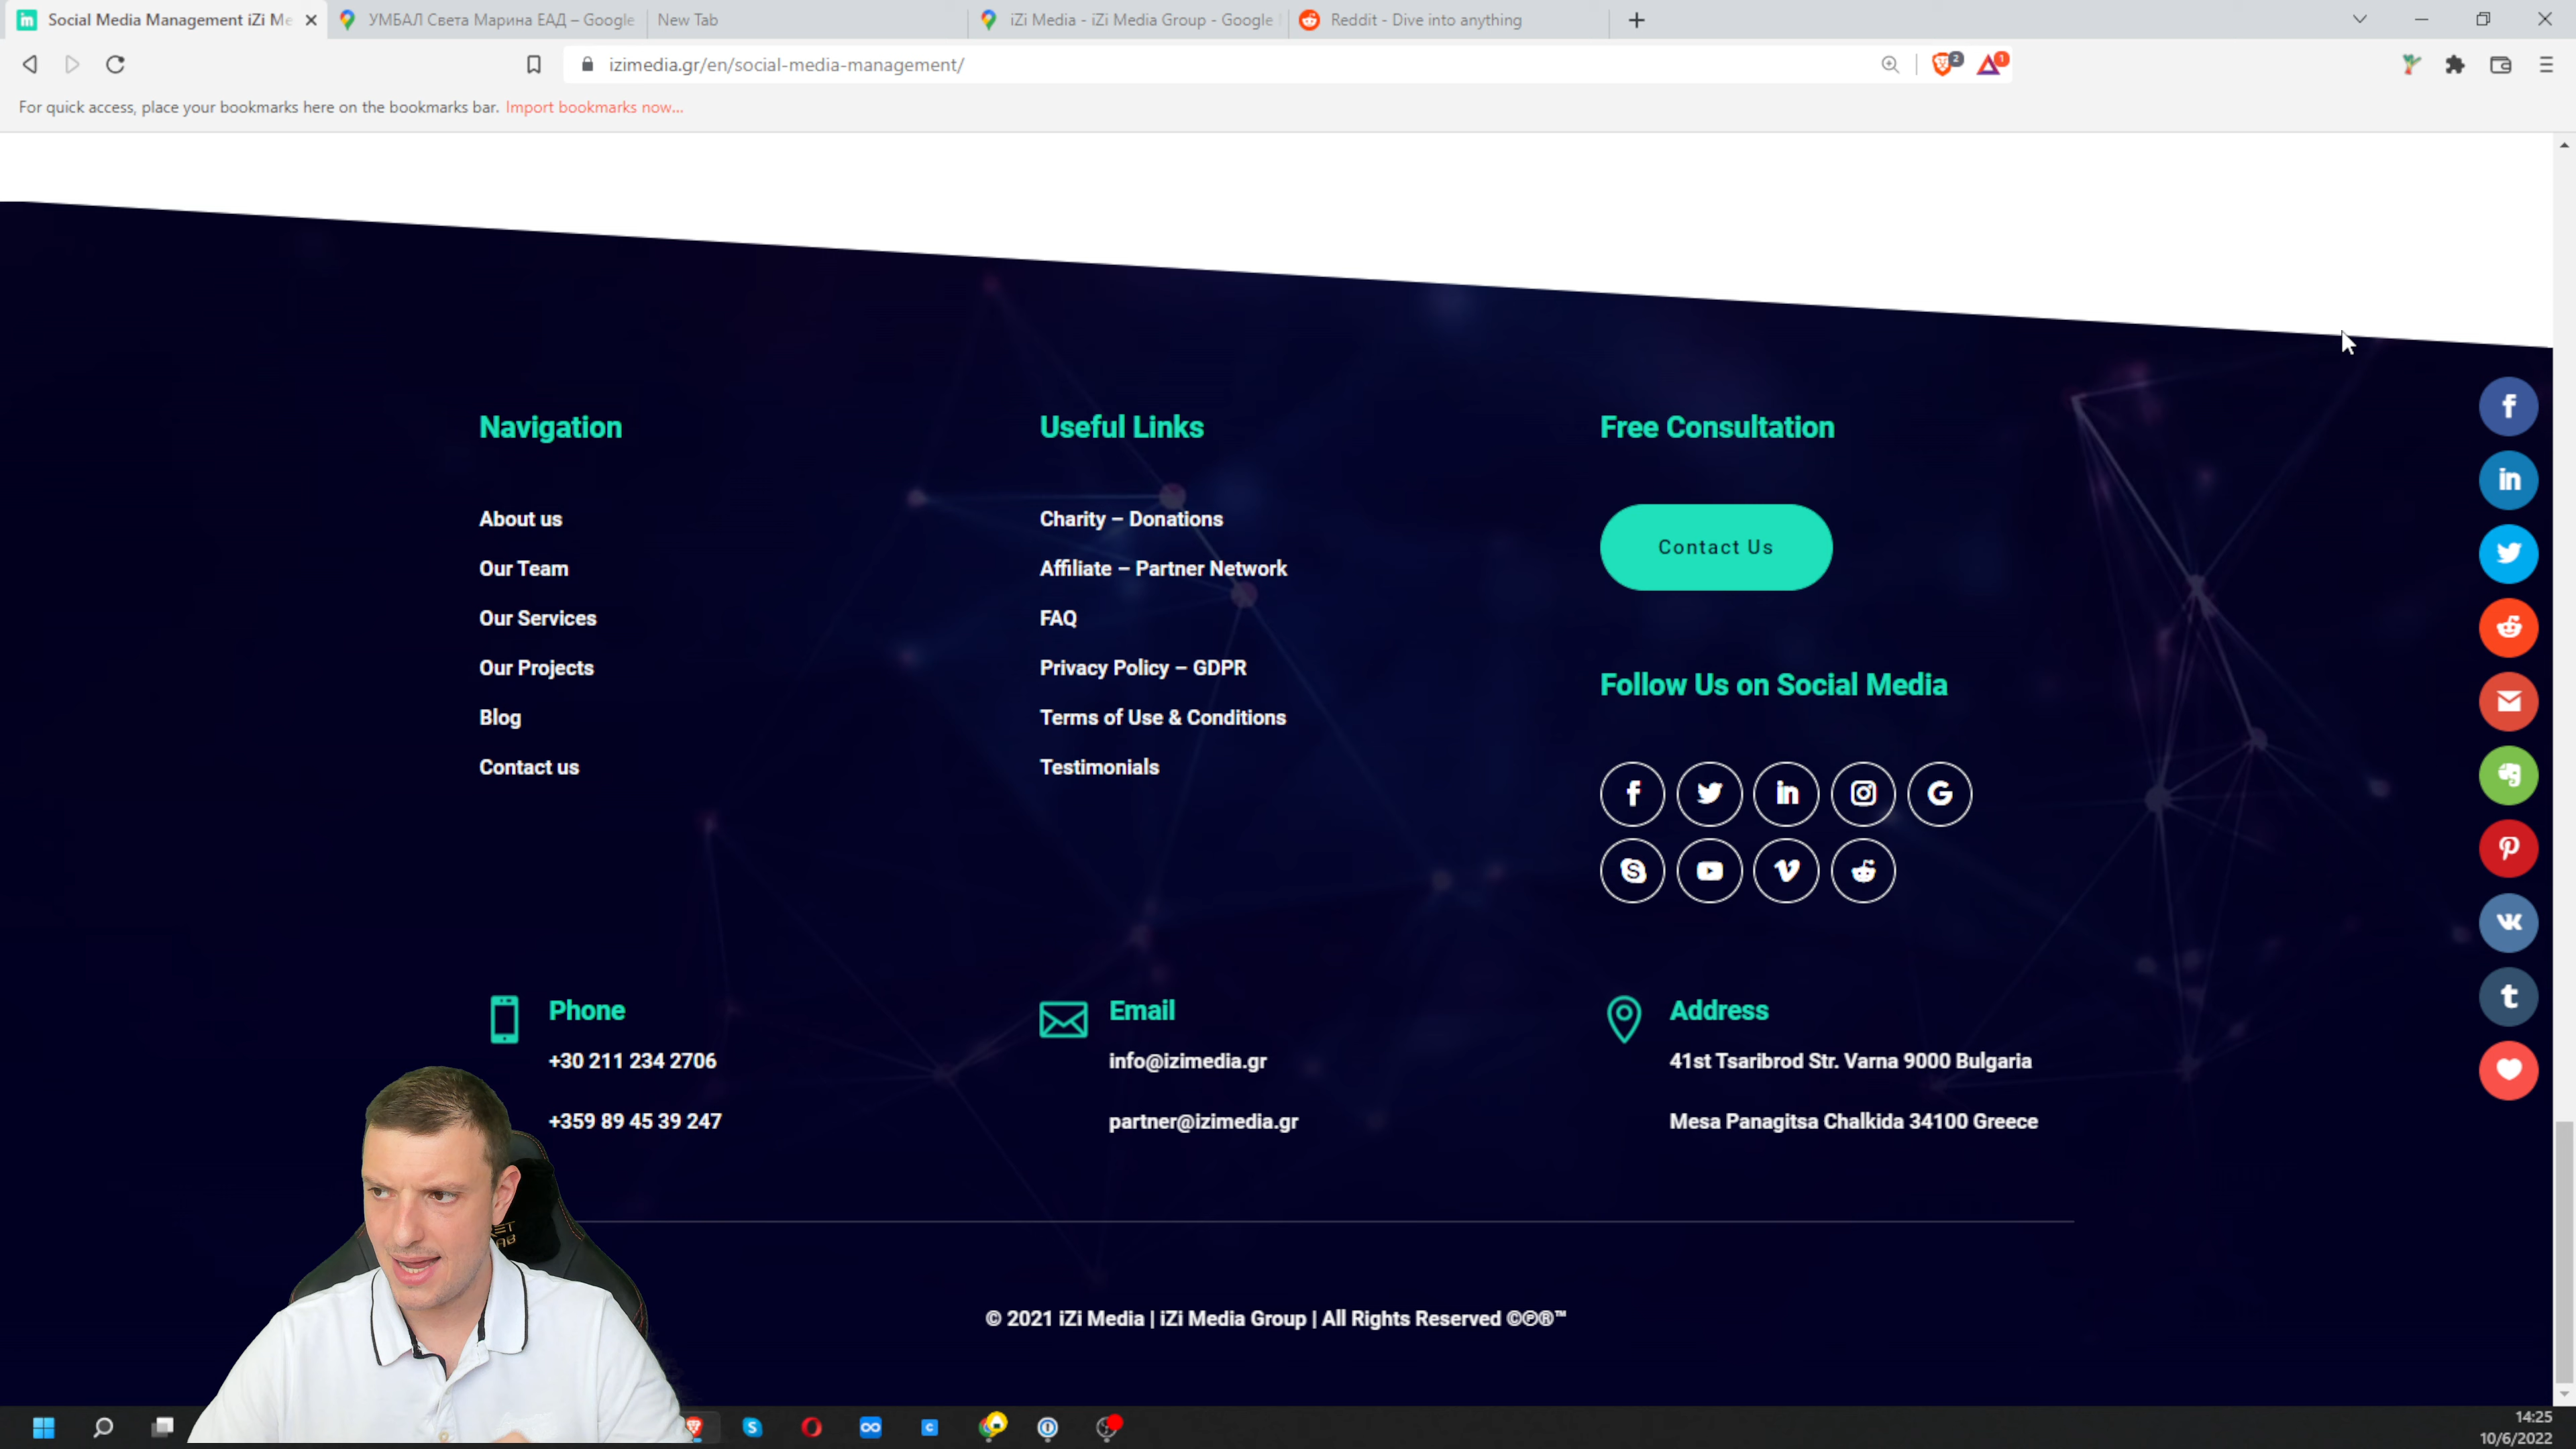 Social Media Management iZi Me
УМБАЛ Света Марина ЕАД – Google
New Tab
iZi Media - iZi Media Group - Google
Reddit - Dive into anything
izimedia.gr/en/social-media-management/
2
1
For quick access, place your bookmarks here on the bookmarks bar. Import bookmarks now...
Navigation
About us
Our Team
Our Services
Our Projects
Blog
Contact us
Useful Links
Charity – Donations
Affiliate – Partner Network
FAQ
Privacy Policy – GDPR
Terms of Use & Conditions
Testimonials
Free Consultation
Contact Us
Follow Us on Social Media
Phone
+30 211 234 2706
+359 89 45 39 247
Email
info@izimedia.gr
partner@izimedia.gr
Address
41st Tsaribrod Str. Varna 9000 Bulgaria
Mesa Panagitsa Chalkida 34100 Greece
© 2021 iZi Media | iZi Media Group | All Rights Reserved ©℗®™
14:25
10/6/2022